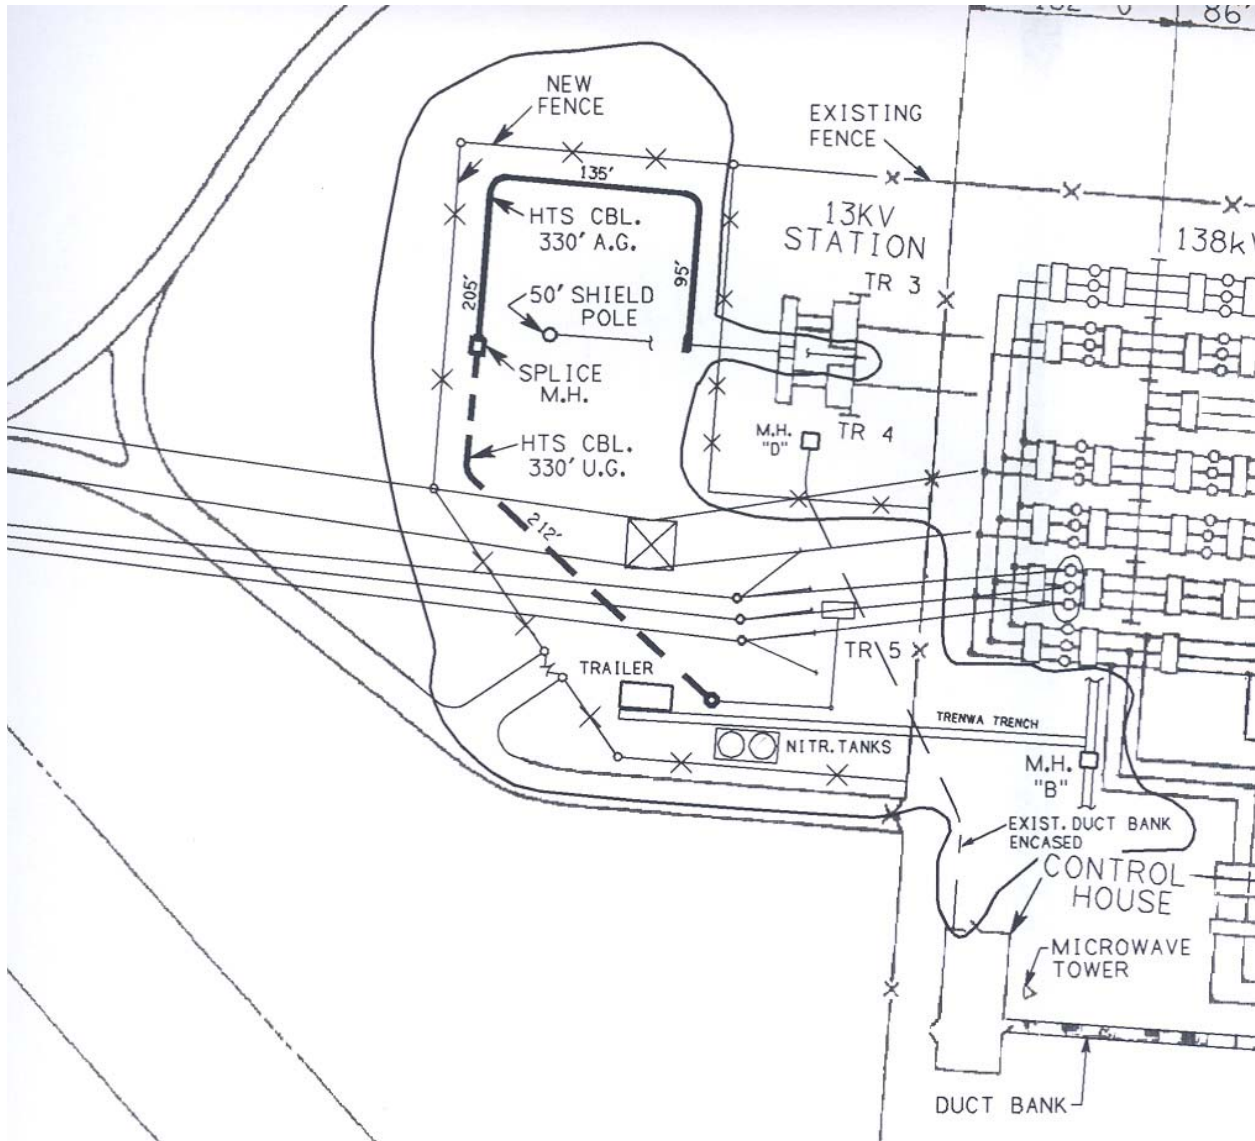 86'
NEW
FENCE
EXISTING
FENCE
135'
HTS CBL.
330' A.G.
13KV
STATION
138kV
TR 3
205'
95'
50' SHIELD
POLE
SPLICE
M.H.
M.H.
"D"
TR 4
HTS CBL.
330' U.G.
212'
TR 5
TRAILER
TRENWA TRENCH
NITR.TANKS
M.H.
"B"
EXIST. DUCT BANK
ENCASED
CONTROL
HOUSE
MICROWAVE
TOWER
DUCT BANK